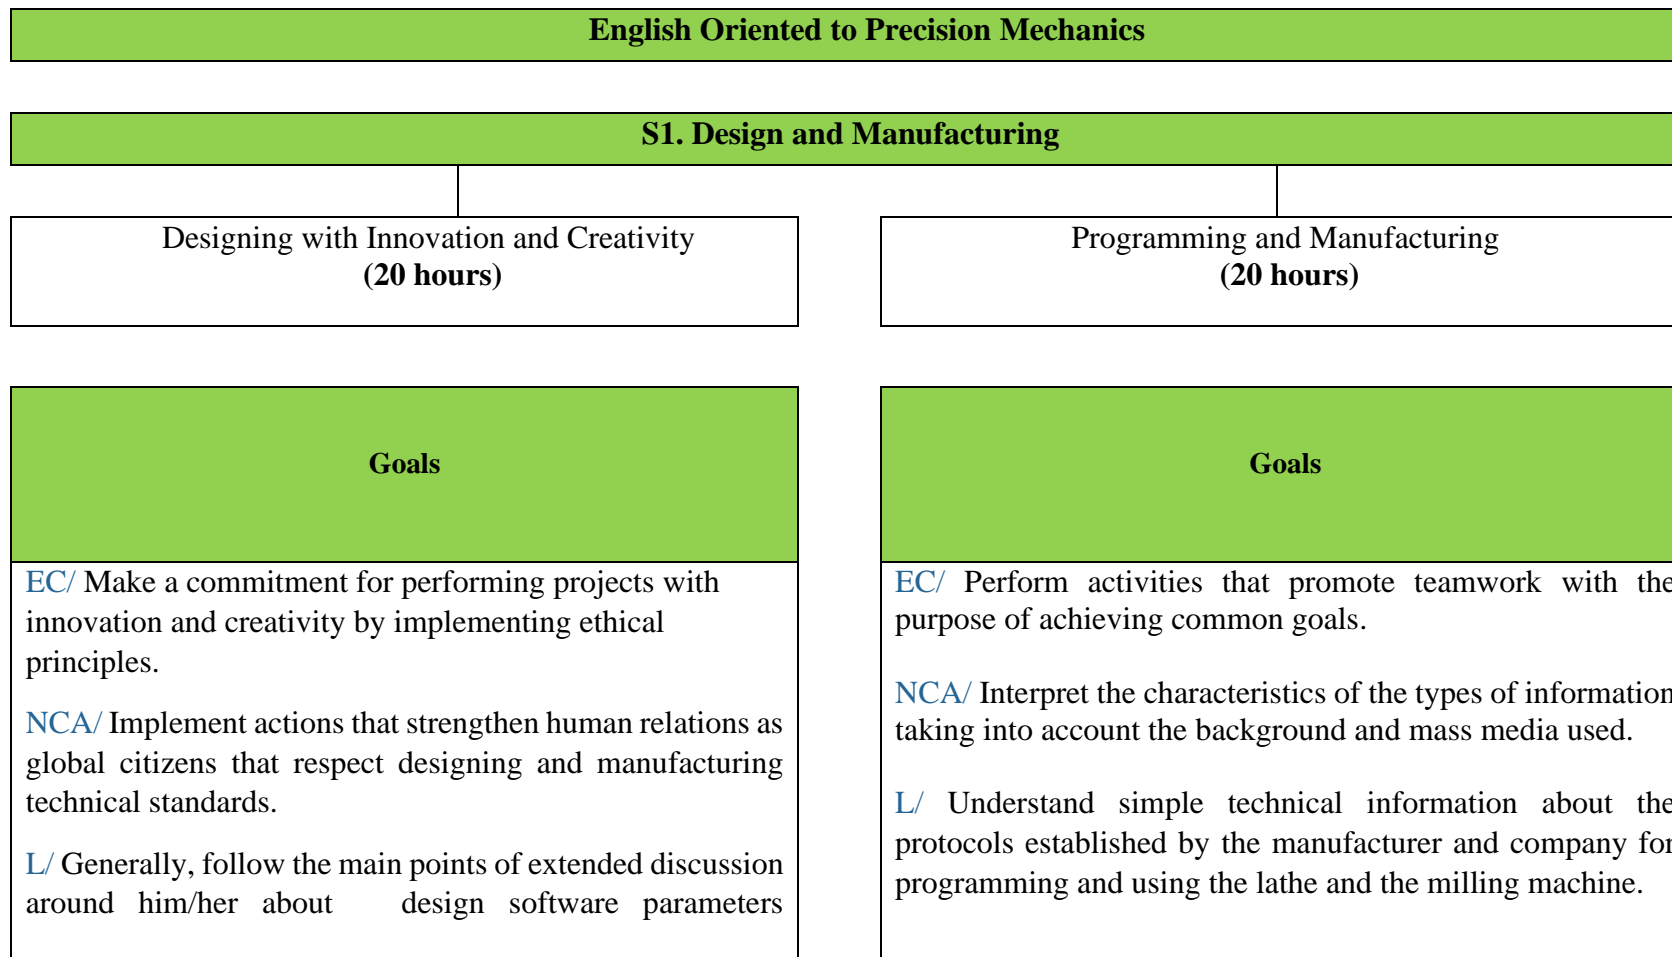 English Oriented to Precision Mechanics
S1. Design and Manufacturing
Designing with Innovation and Creativity
(20 hours)
Goals
EC/ Make a commitment for performing projects with
innovation and creativity by implementing ethical
principles.
NCA/ Implement actions that strengthen human relations as
global citizens that respect designing and manufacturing
technical standards.
L/ Generally, follow the main points of extended discussion
around him/her about design software parameters
Programming and Manufacturing
(20 hours)
Goals
EC/ Perform activities that promote teamwork with the
purpose of achieving common goals.
NCA/ Interpret the characteristics of the types of information
taking into account the background and mass media used.
L/ Understand simple technical information about the
protocols established by the manufacturer and company for
programming and using the lathe and the milling machine.